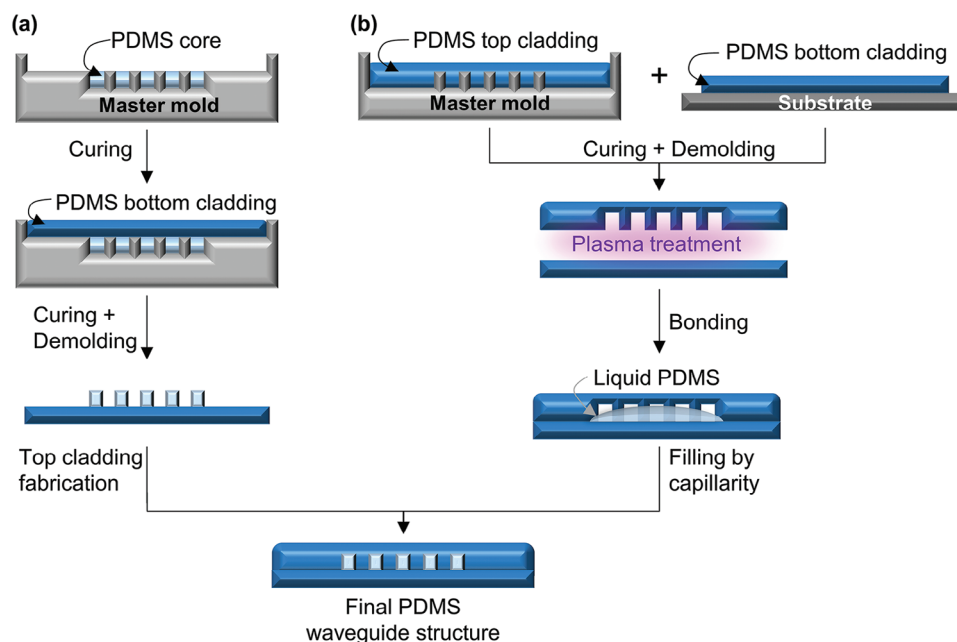 (a)
PDMS core
Master mold
Curing
PDMS bottom cladding
Curing +
Demolding
Top cladding
fabrication
(b)
PDMS top cladding
Master mold
+
PDMS bottom cladding
Substrate
Curing + Demolding
Plasma treatment
Bonding
Liquid PDMS
Filling by
capillarity
Final PDMS
waveguide structure